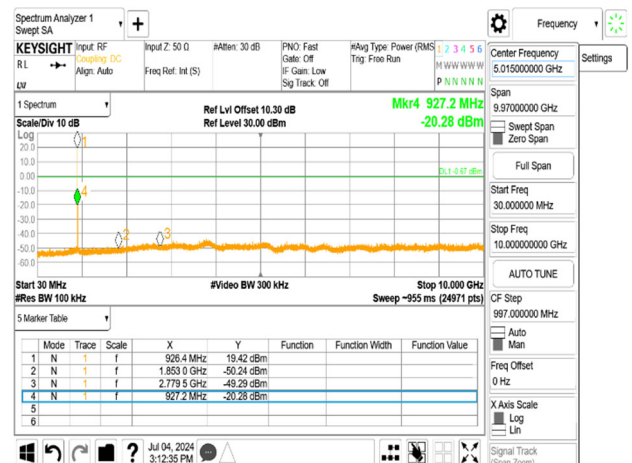 Spectrum Analyzer 1
Swept SA
Frequency
KEYSIGHT
RL
LXI
Input: RF
Coupling: DC
Align: Auto
Input Z: 50 Ω
Freq Ref: Int (S)
#Atten: 30 dB
PNO: Fast
Gate: Off
IF Gain: Low
Sig Track: Off
#Avg Type: Power (RMS
Trig: Free Run
1 2 3 4 5 6
M W W W W W
P N N N N N
Center Frequency
5.015000000 GHz
Settings
Span
9.97000000 GHz
Swept Span
Zero Span
Full Span
Start Freq
30.000000 MHz
Stop Freq
10.000000000 GHz
AUTO TUNE
CF Step
997.000000 MHz
Auto
Man
Freq Offset
0 Hz
X Axis Scale
Log
Lin
Signal Track
(Span Zoom)
1 Spectrum
Scale/Div 10 dB
Ref Lvl Offset 10.30 dB
Ref Level 30.00 dBm
Mkr4 927.2 MHz
-20.28 dBm
Log
20.0
10.0
0.00
-10.0
-20.0
-30.0
-40.0
-50.0
-60.0
1
4
2
3
DL1 -0.67 dBm
Start 30 MHz
#Res BW 100 kHz
#Video BW 300 kHz
Stop 10.000 GHz
Sweep ~955 ms (24971 pts)
5 Marker Table
Mode Trace Scale X Y Function Function Width Function Value
1 N 1 f 926.4 MHz 19.42 dBm
2 N 1 f 1.853 0 GHz -50.24 dBm
3 N 1 f 2.779 5 GHz -49.29 dBm
4 N 1 f 927.2 MHz -20.28 dBm
5
6
?
Jul 04, 2024
3:12:35 PM